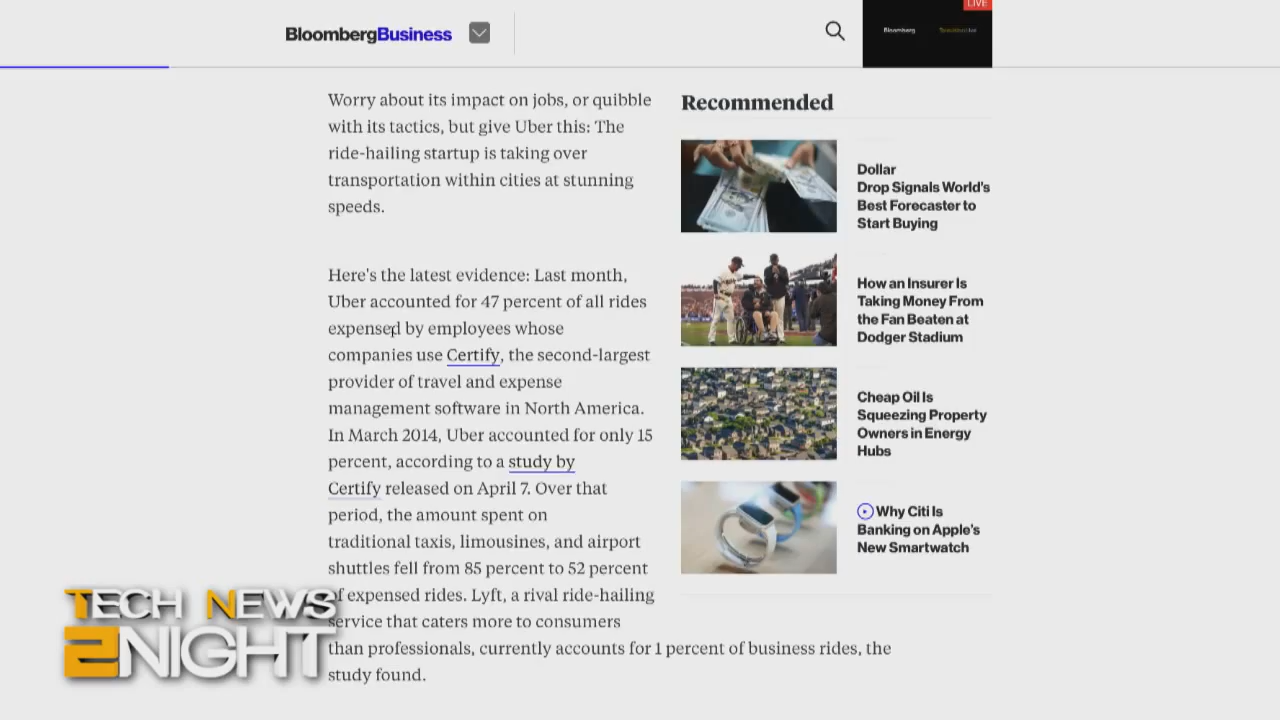 LIVE
BloombergBusiness
Bloomberg
Worry about its impact on jobs, or quibble
with its tactics, but give Uber this: The
ride-hailing startup is taking over
transportation within cities at stunning
speeds.
Here's the latest evidence: Last month,
Uber accounted for 47 percent of all rides
expensed by employees whose
companies use Certify, the second-largest
provider of travel and expense
management software in North America.
In March 2014, Uber accounted for only 15
percent, according to a study by
Certify released on April 7. Over that
period, the amount spent on
traditional taxis, limousines, and airport
shuttles fell from 85 percent to 52 percent
of expensed rides. Lyft, a rival ride-hailing
service that caters more to consumers
than professionals, currently accounts for 1 percent of business rides, the
study found.
Recommended
Dollar
Drop Signals World's
Best Forecaster to
Start Buying
How an Insurer Is
Taking Money From
the Fan Beaten at
Dodger Stadium
Cheap Oil Is
Squeezing Property
Owners in Energy
Hubs
Why Citi Is
Banking on Apple's
New Smartwatch
TECH NEWS
2NIGHT